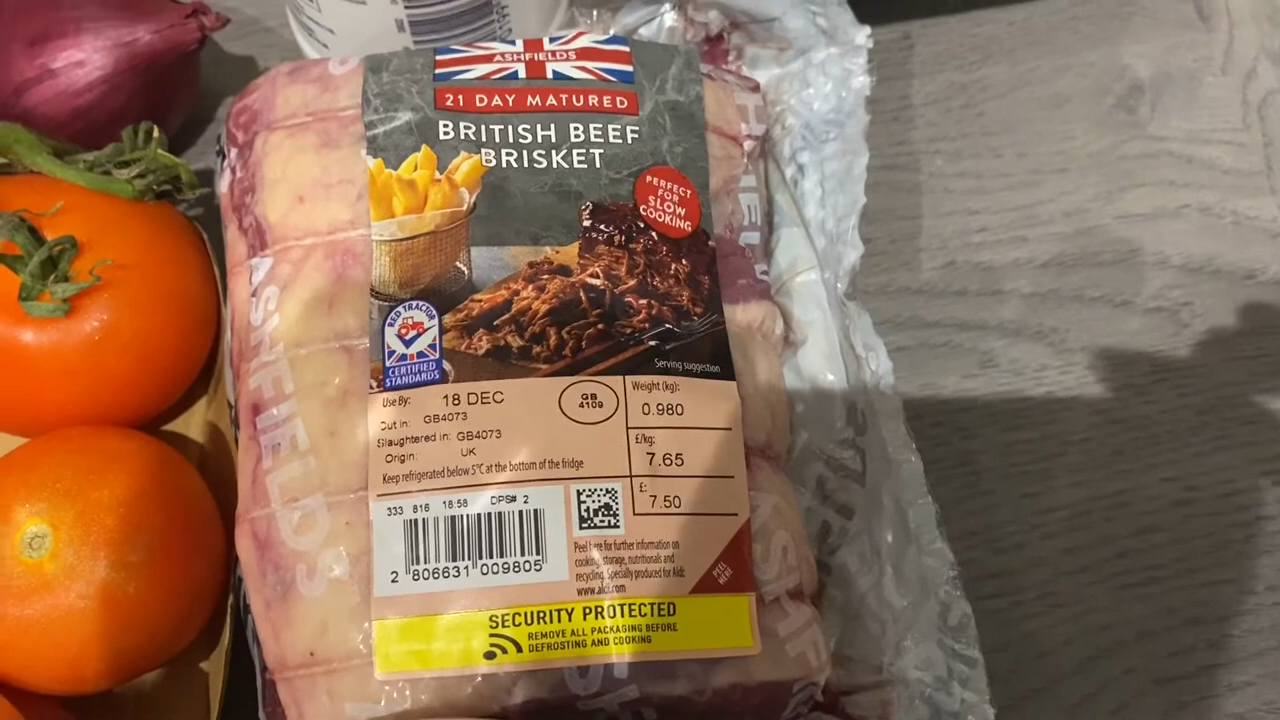 ASHFIELDS
21 DAY MATURED
BRITISH BEEF
BRISKET
PERFECT
FOR
SLOW
COOKING
RED TRACTOR
CERTIFIED
STANDARDS
Serving suggestion
Use By: 18 DEC
GB
4109
Cut in: GB4073
Slaughtered in: GB4073
Origin: UK
Keep refrigerated below 5°C at the bottom of the fridge
Weight (kg):
0.980
£/kg:
7.65
£:
7.50
333 816 18:58 DPS# 2
2 806631 009805
Peel here for further information on
cooking, storage, nutritionals and
recycling. Specially produced for Aldi:
www.aldi.com
PEEL
HERE
SECURITY PROTECTED
REMOVE ALL PACKAGING BEFORE
DEFROSTING AND COOKING
ASHFIELDS
ASHF